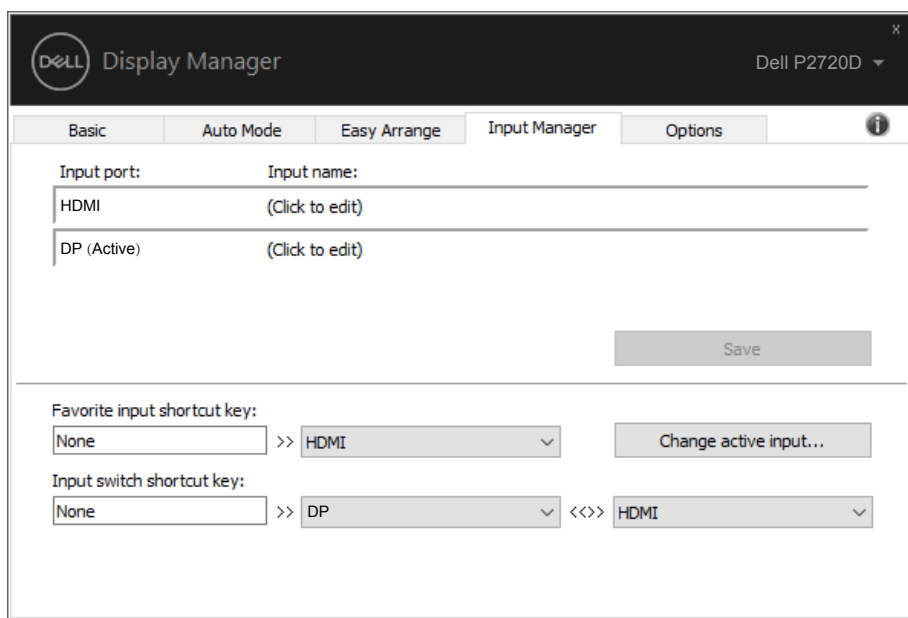 x
DELL Display Manager Dell P2720D
Basic Auto Mode Easy Arrange Input Manager Options i
Input port: Input name:
HDMI (Click to edit)
DP (Active) (Click to edit)
Save
Favorite input shortcut key:
None >> HDMI Change active input...
Input switch shortcut key:
None >> DP <<>> HDMI